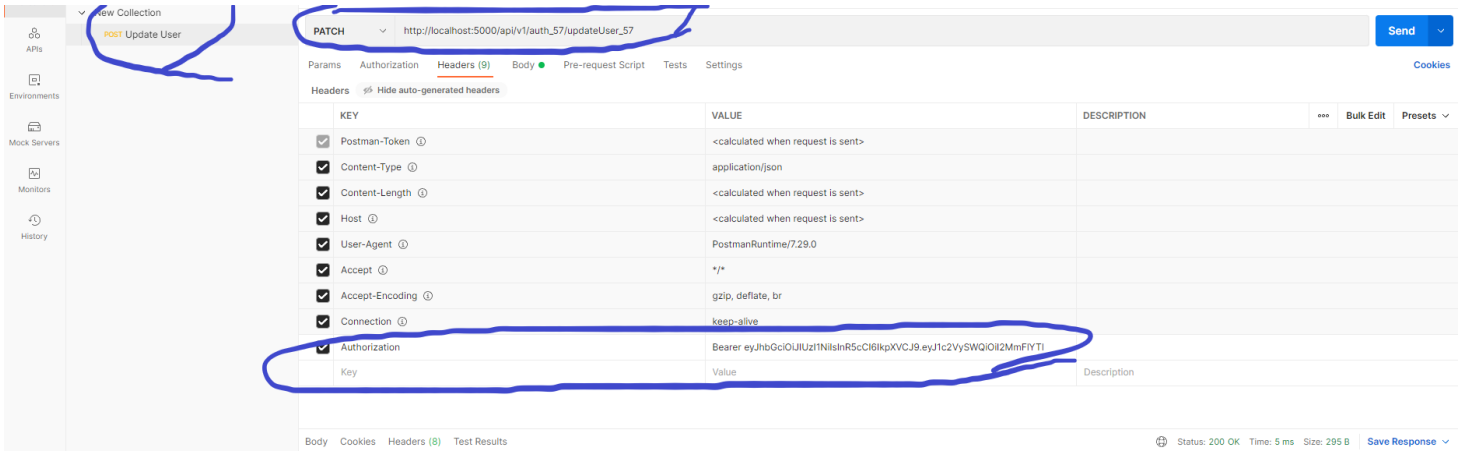 New Collection
POST Update User
APIs
Environments
Mock Servers
Monitors
History
PATCH http://localhost:5000/api/v1/auth_57/updateUser_57 Send
Params Authorization Headers (9) Body Pre-request Script Tests Settings Cookies
Headers Hide auto-generated headers
KEY VALUE DESCRIPTION Bulk Edit Presets
Postman-Token <calculated when request is sent>
Content-Type application/json
Content-Length <calculated when request is sent>
Host <calculated when request is sent>
User-Agent PostmanRuntime/7.29.0
Accept */*
Accept-Encoding gzip, deflate, br
Connection keep-alive
Authorization Bearer
Key Value Description
Body Cookies Headers (8) Test Results Status: 200 OK Time: 5 ms Size: 295 B Save Response